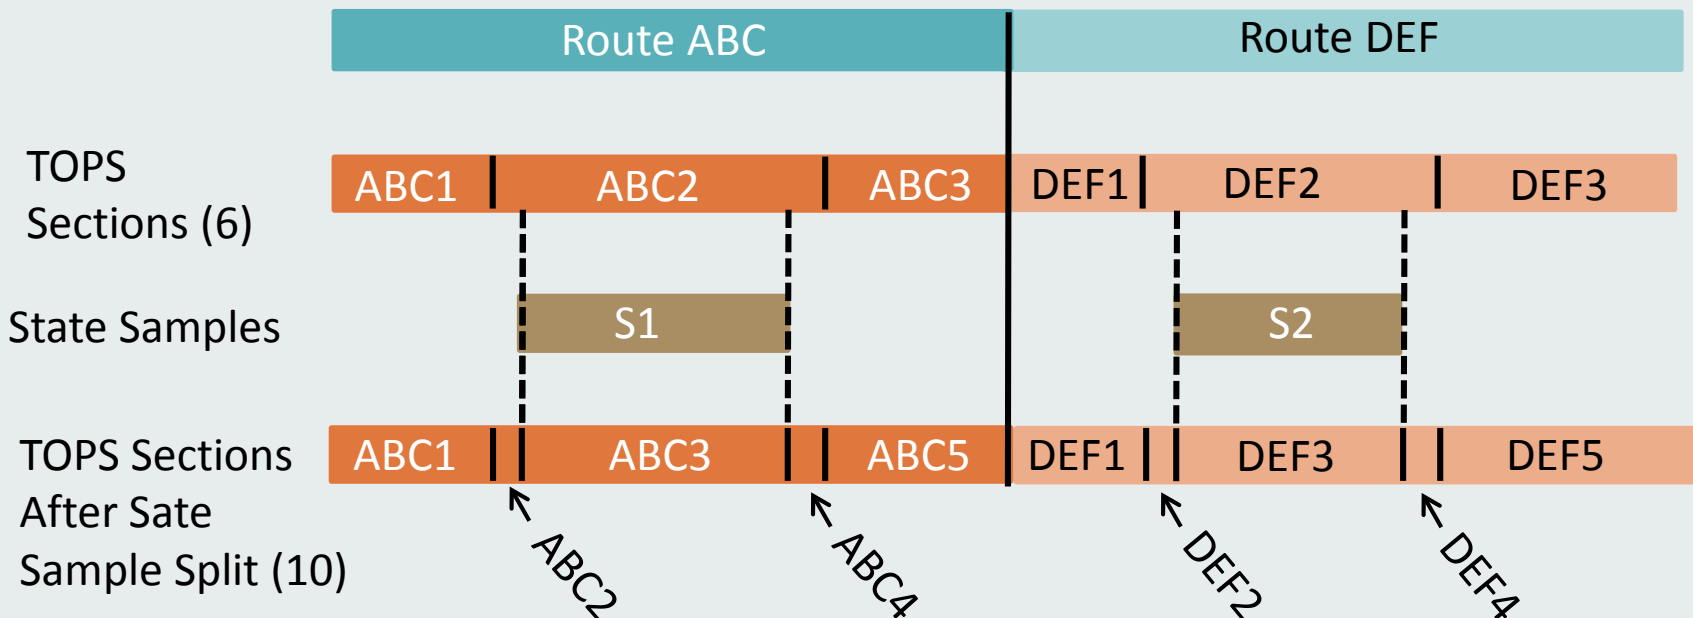 Route ABC
Route DEF
TOPS
Sections (6)
ABC1
ABC2
ABC3
DEF1
DEF2
DEF3
State Samples
S1
S2
TOPS Sections
After Sate
Sample Split (10)
ABC1
ABC3
ABC5
DEF1
DEF3
DEF5
ABC2
ABC4
DEF2
DEF4